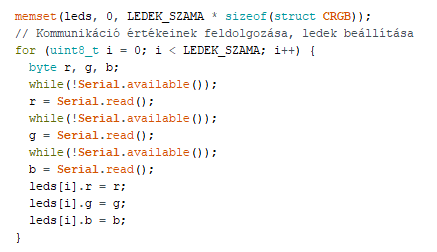 memset(leds, 0, LEDEK_SZAMA * sizeof(struct CRGB));
// Kommunikáció értékeinek feldolgozása, ledek beállítása
for (uint8_t i = 0; i < LEDEK_SZAMA; i++) {
  byte r, g, b;
  while(!Serial.available());
  r = Serial.read();
  while(!Serial.available());
  g = Serial.read();
  while(!Serial.available());
  b = Serial.read();
  leds[i].r = r;
  leds[i].g = g;
  leds[i].b = b;
}